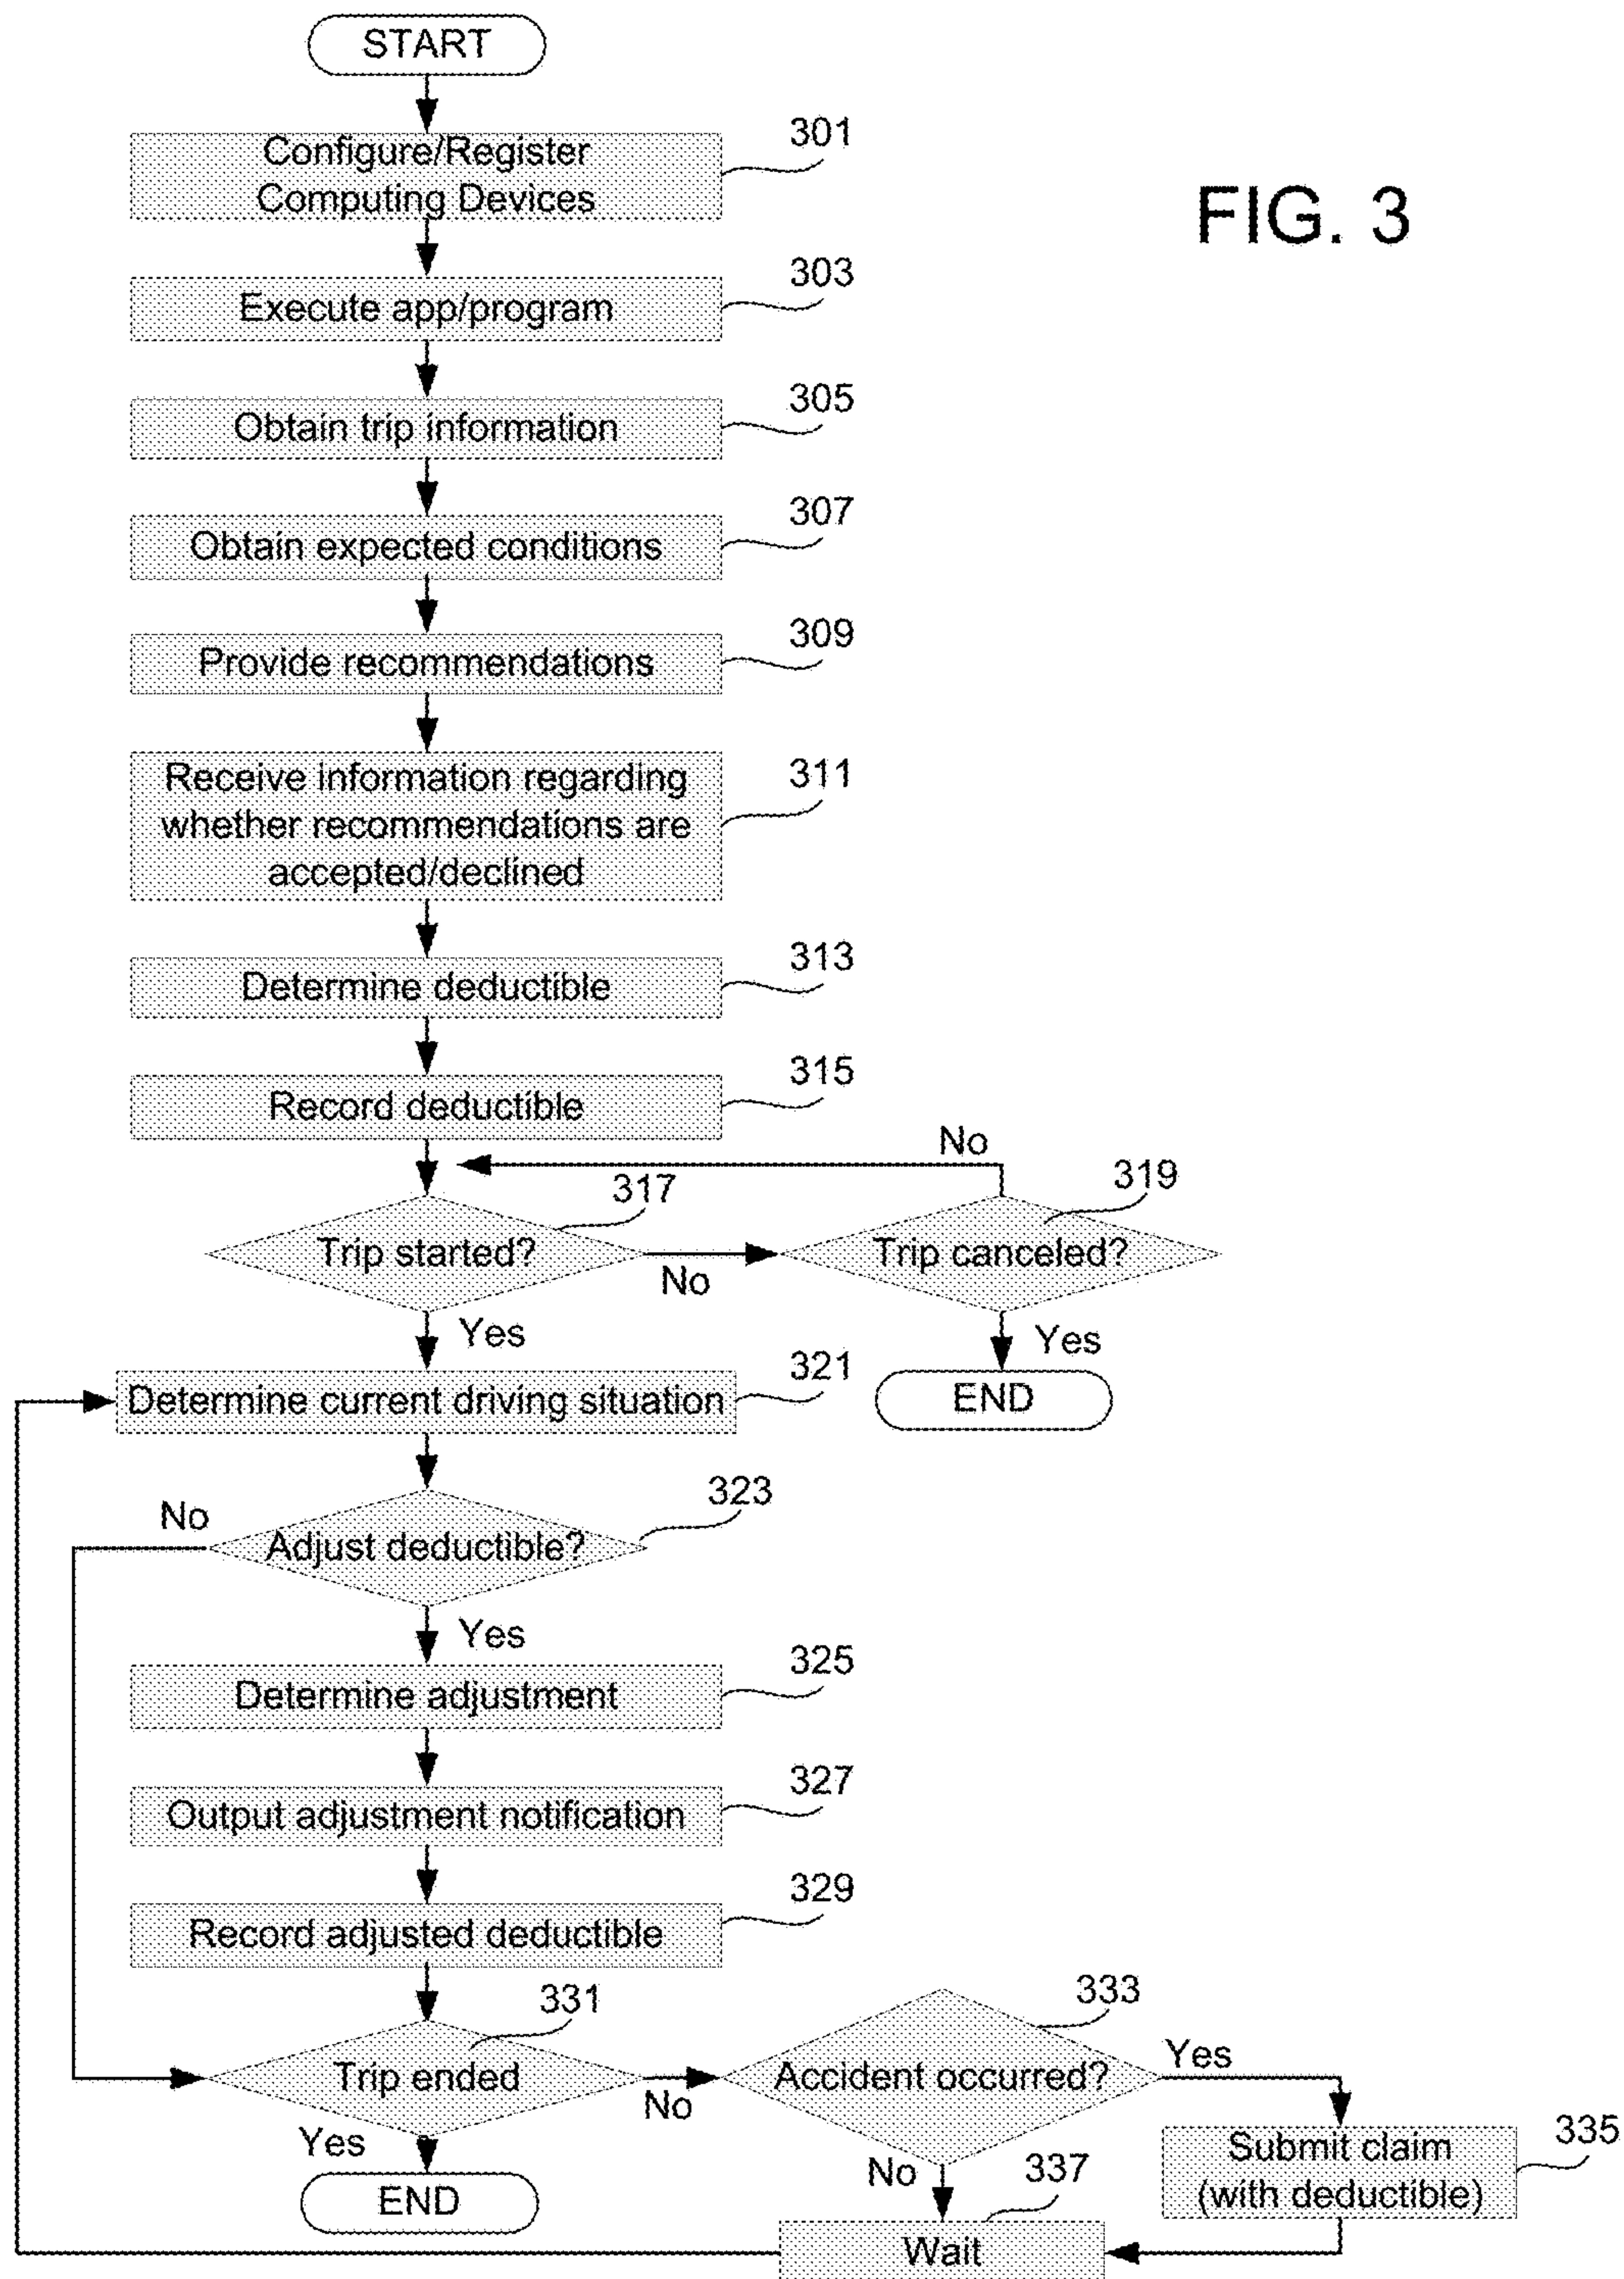 START
Configure/Register
Computing Devices
301
FIG. 3
Execute app/program
303
Obtain trip information
305
Obtain expected conditions
307
Provide recommendations
309
Receive information regarding
whether recommendations are
accepted/declined
311
Determine deductible
313
Record deductible
315
No
Trip started?
317
No
Trip canceled?
319
Yes
Yes
Determine current driving situation
321
END
No
Adjust deductible?
323
Yes
Determine adjustment
325
Output adjustment notification
327
Record adjusted deductible
329
Trip ended
331
No
Accident occurred?
333
Yes
Yes
END
No
Submit claim
(with deductible)
335
Wait
337